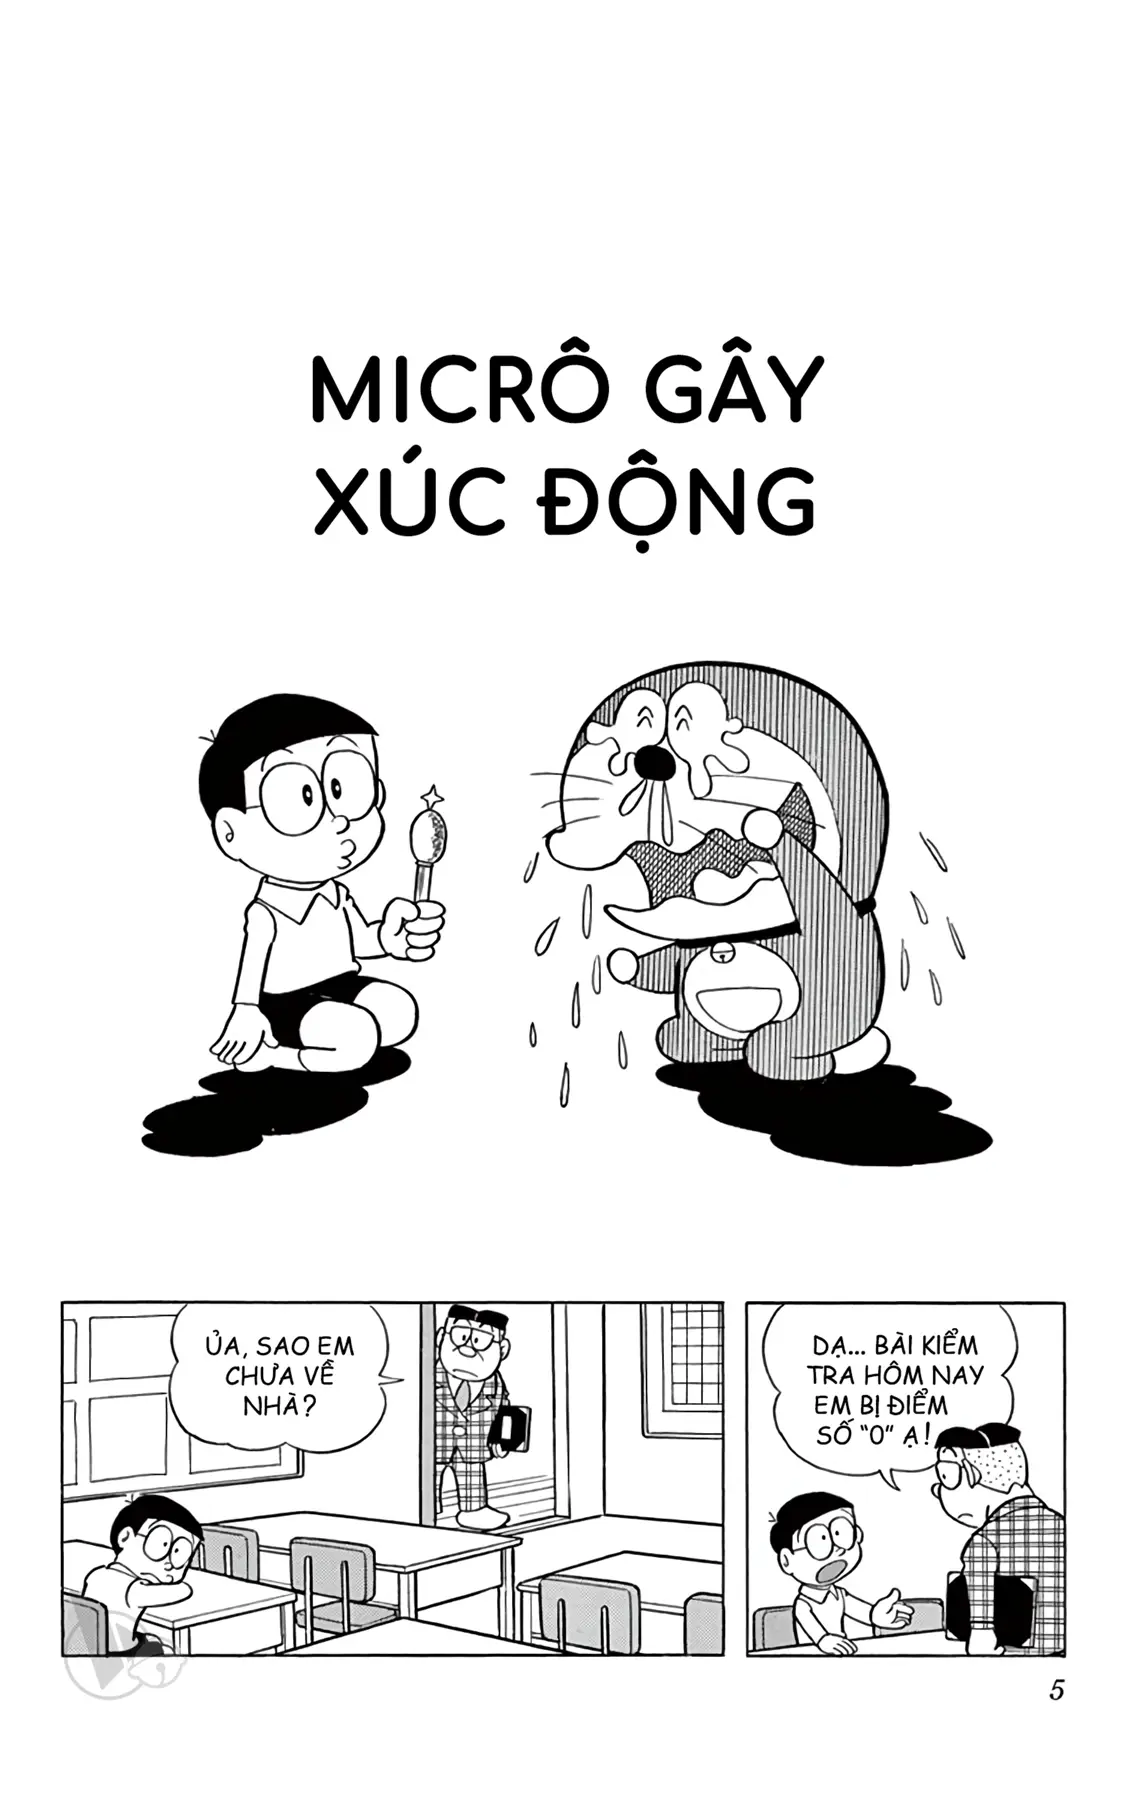 MICRÔ GÂY
XÚC ĐỘNG
ỦA, SAO EM
CHƯA VỀ
NHÀ?
DẠ... BÀI KIỂM
TRA HÔM NAY
EM BỊ ĐIỂM
SỐ “0” Ạ!
5